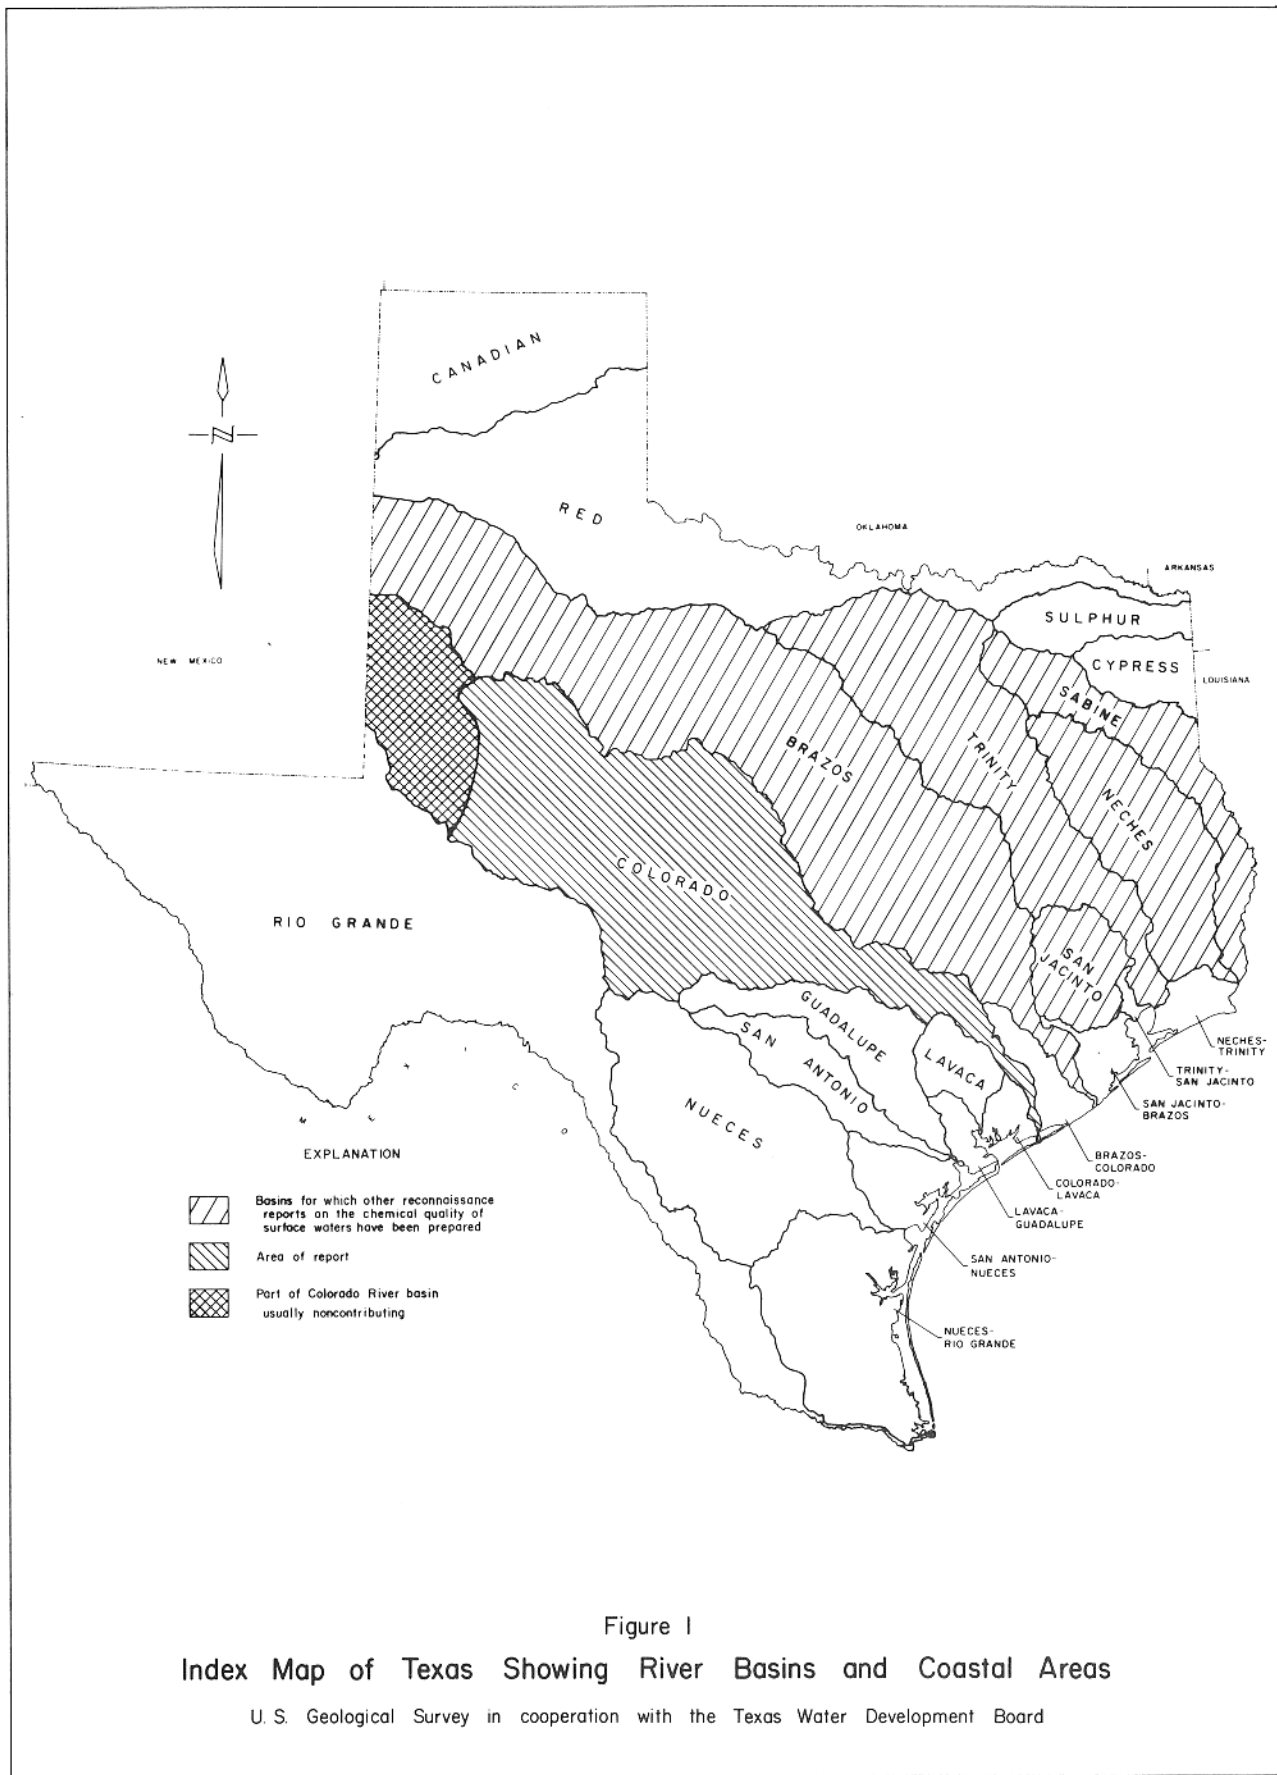 CANADIAN
RED
OKLAHOMA
ARKANSAS
SULPHUR
CYPRESS
NEW MEXICO
LOUISIANA
SABINE
BRAZOS
TRINITY
NECHES
COLORADO
RIO GRANDE
SAN
JACINTO
GUADALUPE
SAN
ANTONIO
LAVACA
NUECES
NECHES-
TRINITY
TRINITY-
SAN JACINTO
SAN JACINTO-
BRAZOS
BRAZOS-
COLORADO
COLORADO-
LAVACA
LAVACA-
GUADALUPE
SAN ANTONIO-
NUECES
NUECES-
RIO GRANDE
N
MEXICO
EXPLANATION
Basins for which other reconnaissance
reports on the chemical quality of
surface waters have been prepared
Area of report
Part of Colorado River basin
usually noncontributing
Figure 1
Index Map of Texas Showing River Basins and Coastal Areas
U. S. Geological Survey in cooperation with the Texas Water Development Board